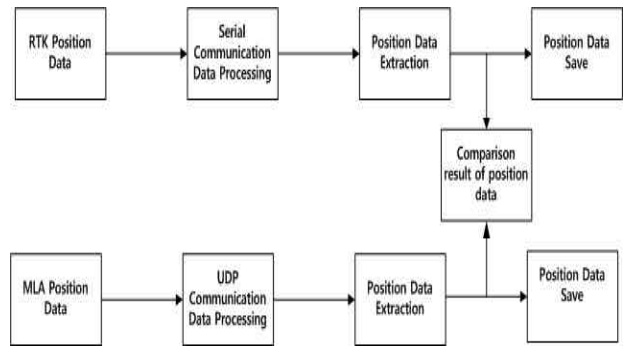 RTK Position
Data
Serial
Communication
Data Processing
Position Data
Extraction
Position Data
Save
Comparison
result of position
data
MLA Position
Data
UDP
Communication
Data Processing
Position Data
Extraction
Position Data
Save